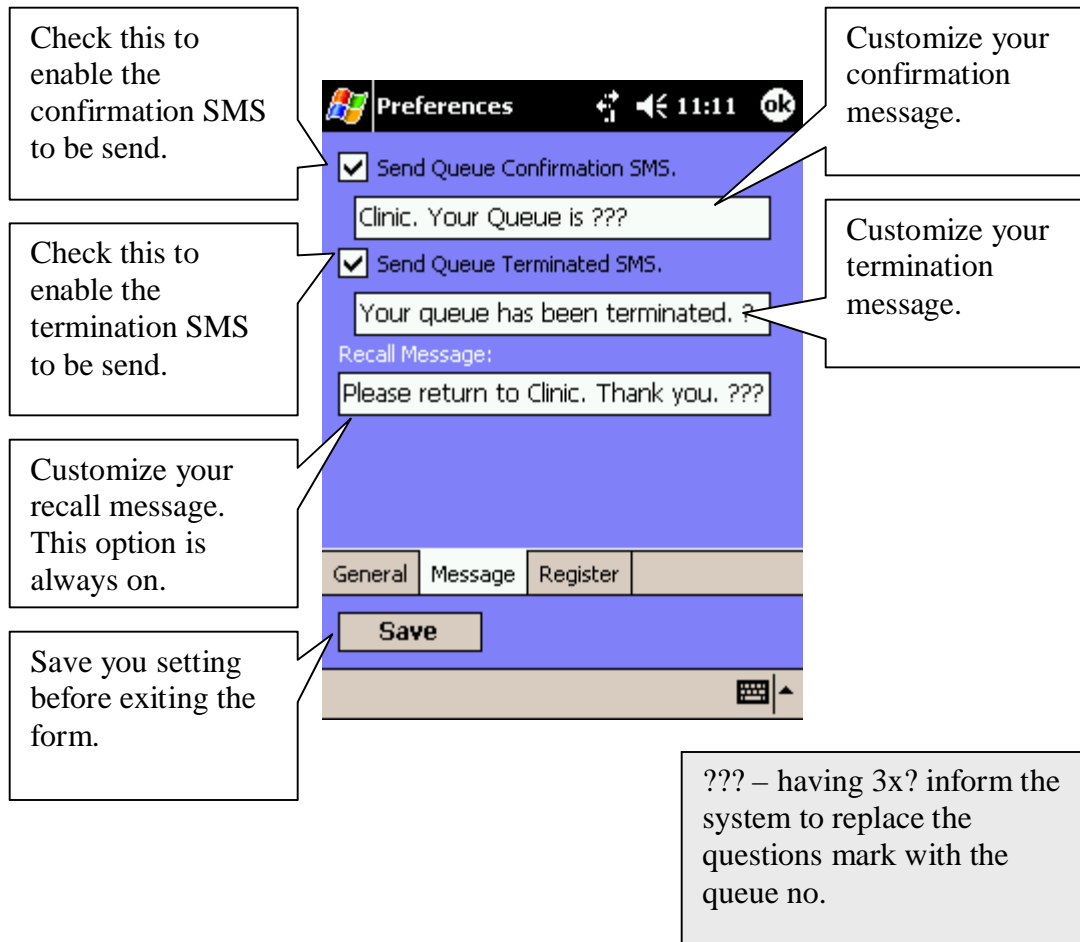 Check this to
enable the
confirmation SMS
to be send.
Customize your
confirmation
message.
Preferences 11:11 ok
Send Queue Confirmation SMS.
Clinic. Your Queue is ???
Check this to
enable the
termination SMS
to be send.
Customize your
termination
message.
Send Queue Terminated SMS.
Your queue has been terminated. ?
Recall Message:
Please return to Clinic. Thank you. ???
Customize your
recall message.
This option is
always on.
General Message Register
Save
Save you setting
before exiting the
form.
??? – having 3x? inform the
system to replace the
questions mark with the
queue no.